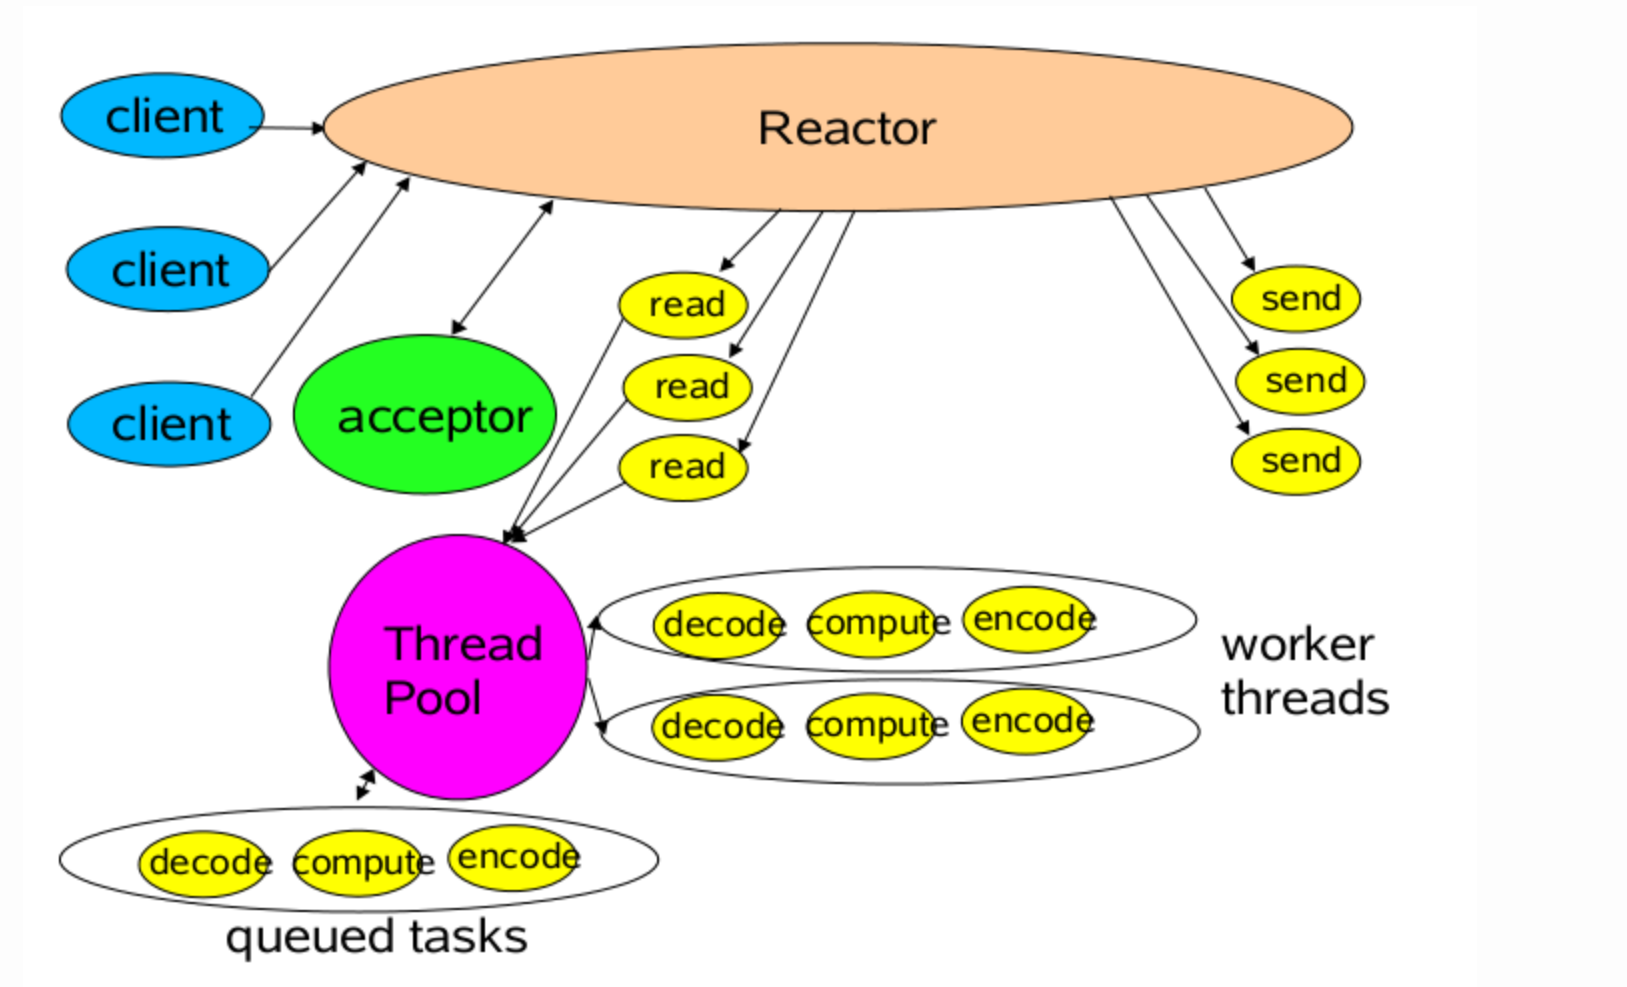 client
Reactor
client
client
acceptor
read
read
read
send
send
send
Thread
Pool
decode compute encode
decode compute encode
worker
threads
decode compute encode
queued tasks